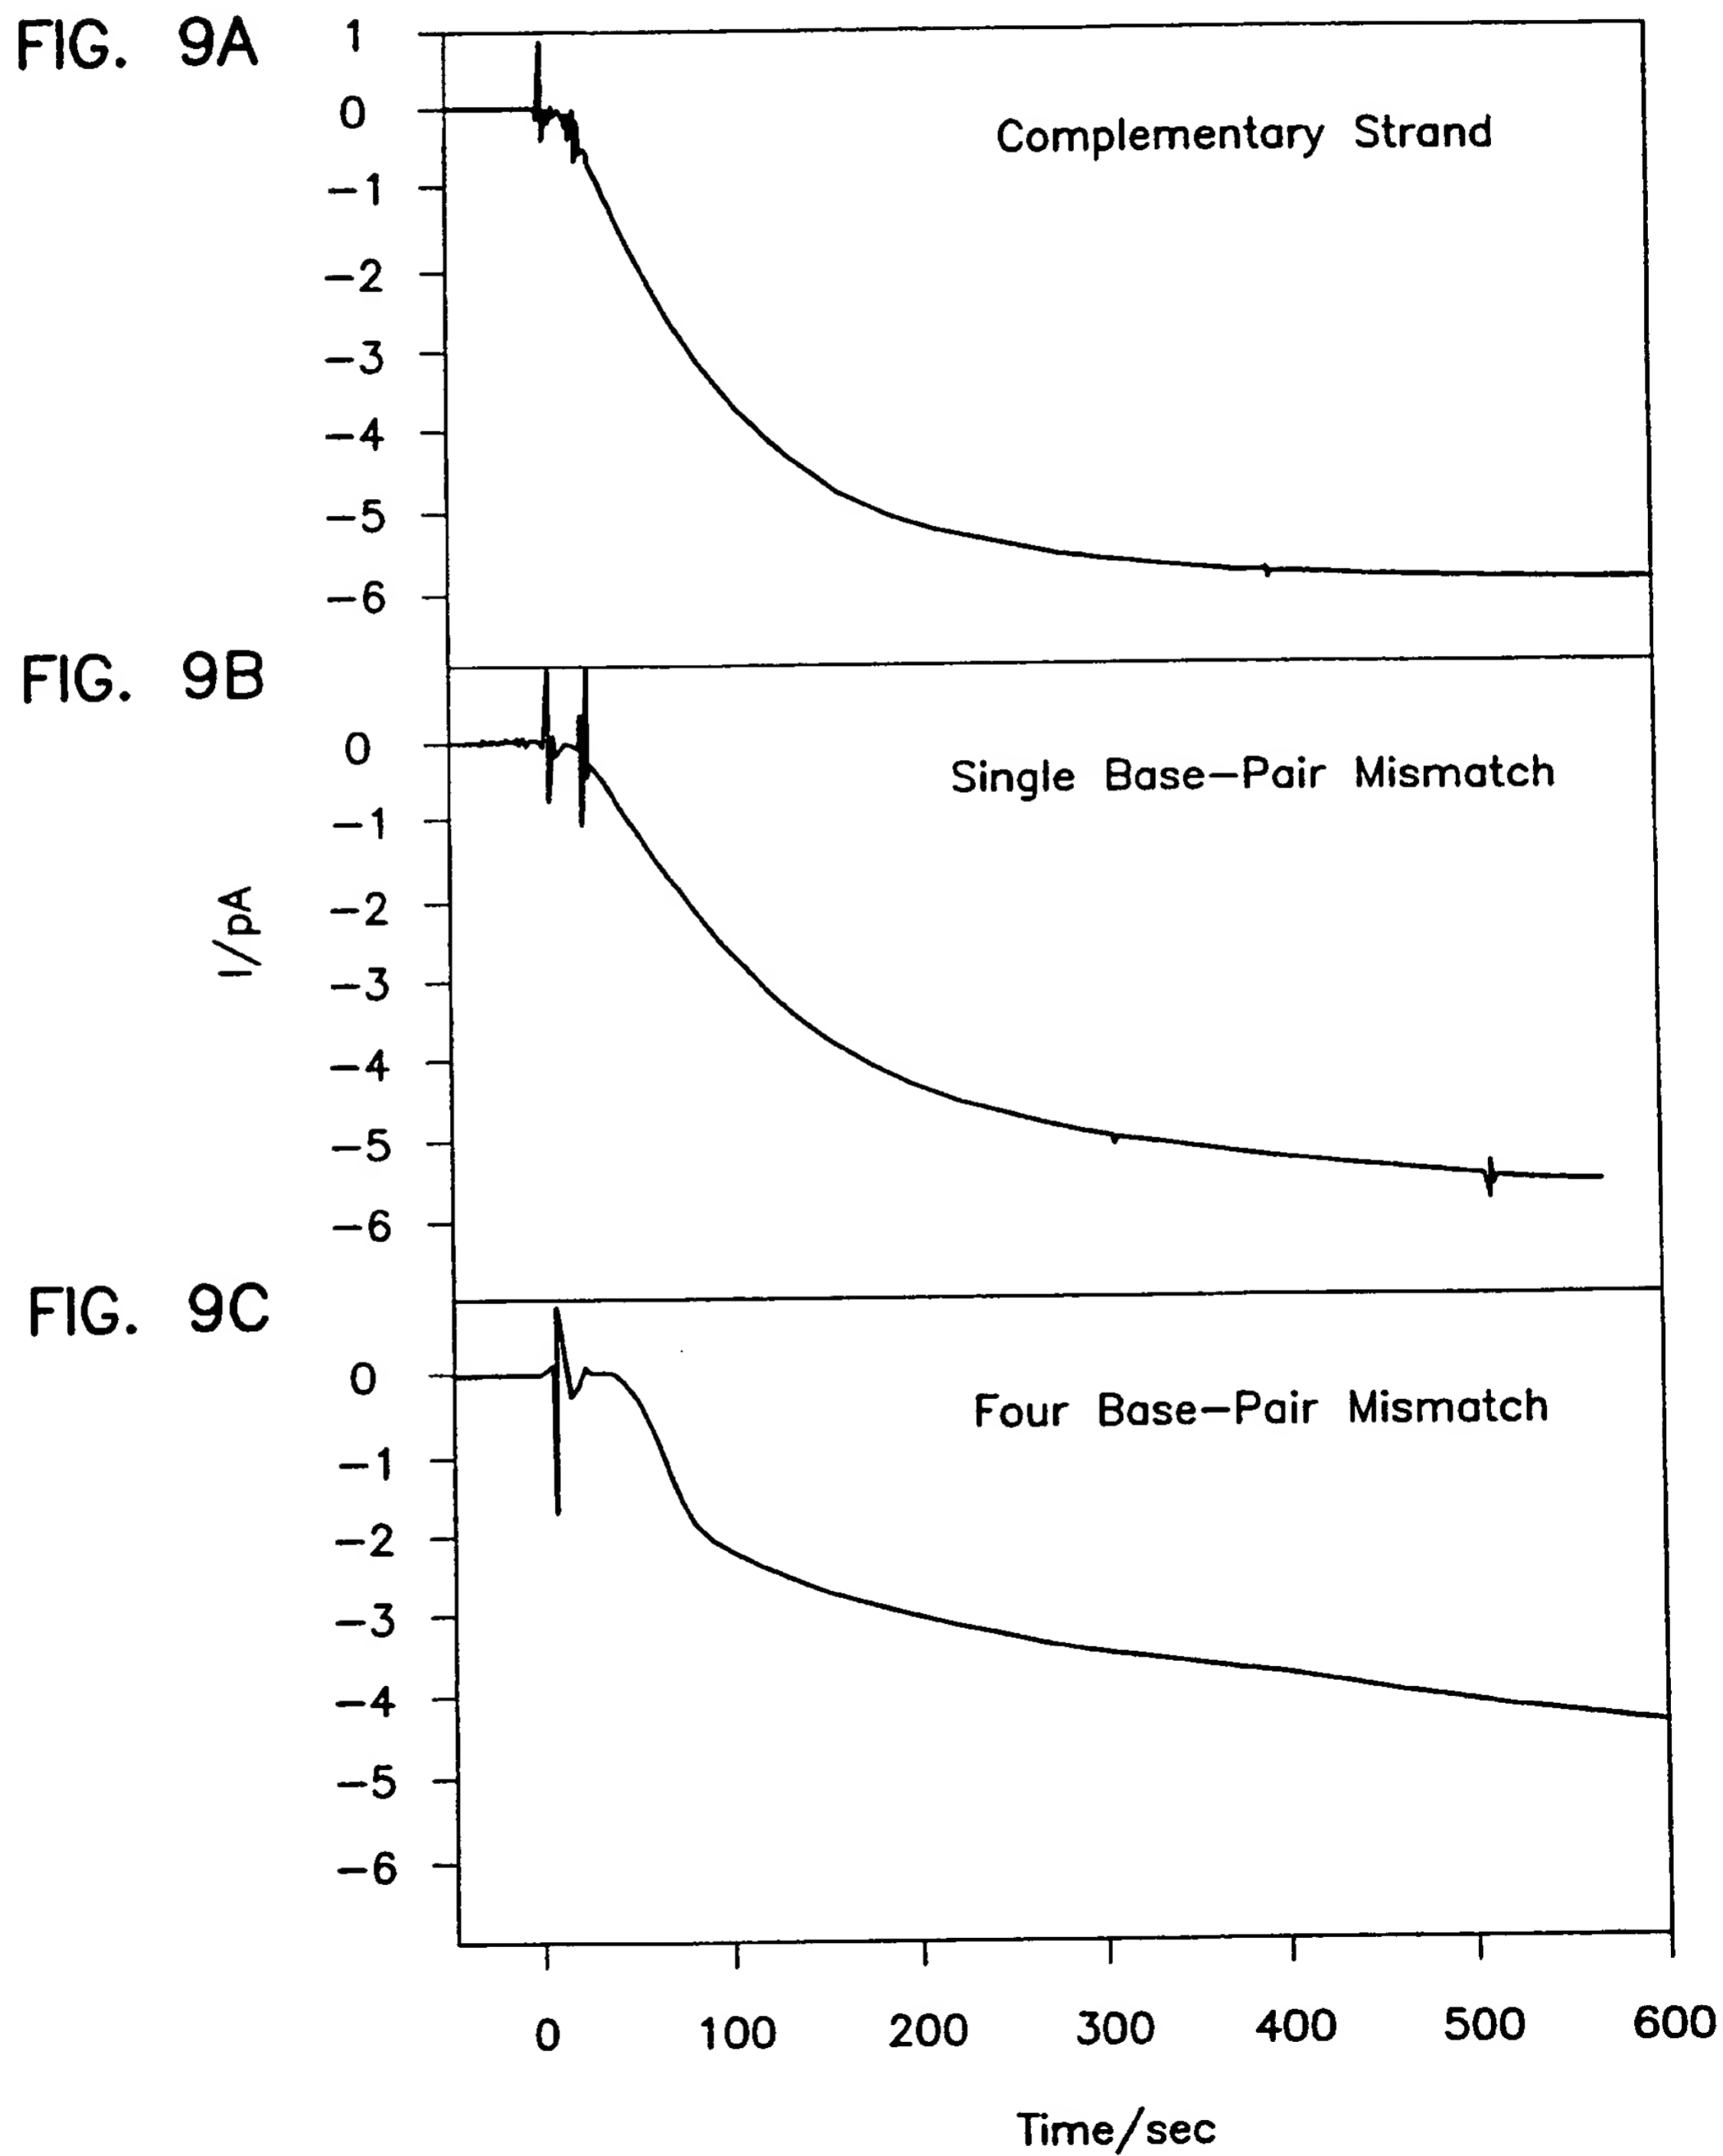 FIG. 9A
1
0
−1
−2
−3
−4
−5
−6
Complementary Strand
FIG. 9B
0
−1
−2
−3
−4
−5
−6
Single Base−Pair Mismatch
I/pA
FIG. 9C
0
−1
−2
−3
−4
−5
−6
Four Base−Pair Mismatch
0 100 200 300 400 500 600
Time/sec